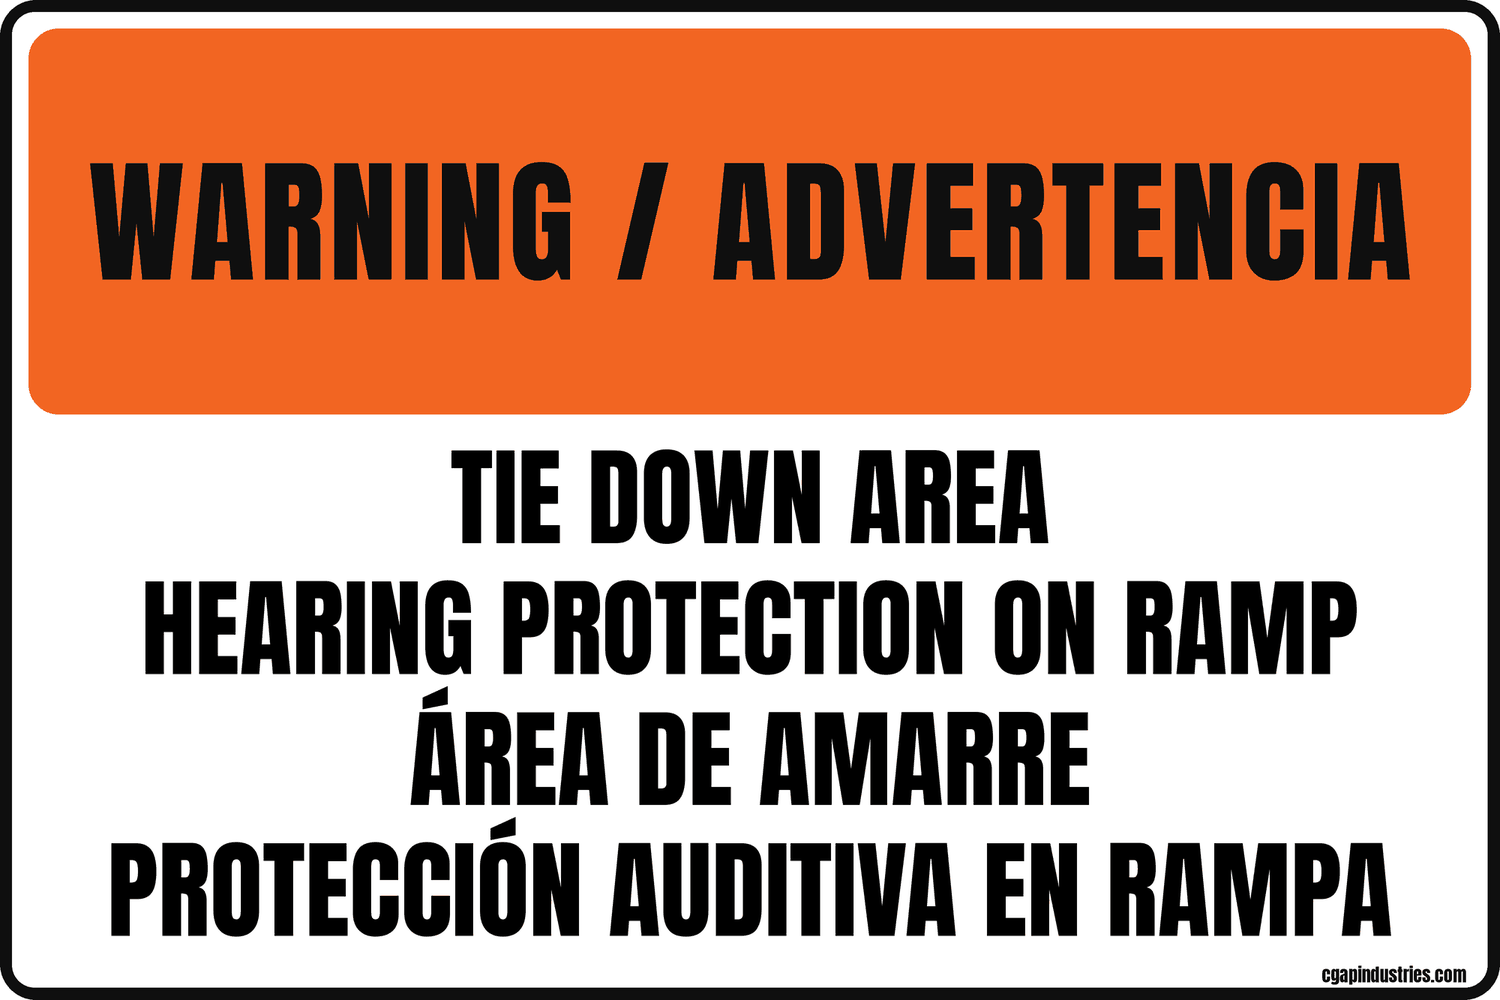 WARNING / ADVERTENCIA
TIE DOWN AREA
HEARING PROTECTION ON RAMP
ÁREA DE AMARRE
PROTECCIÓN AUDITIVA EN RAMPA
cgapindustries.com